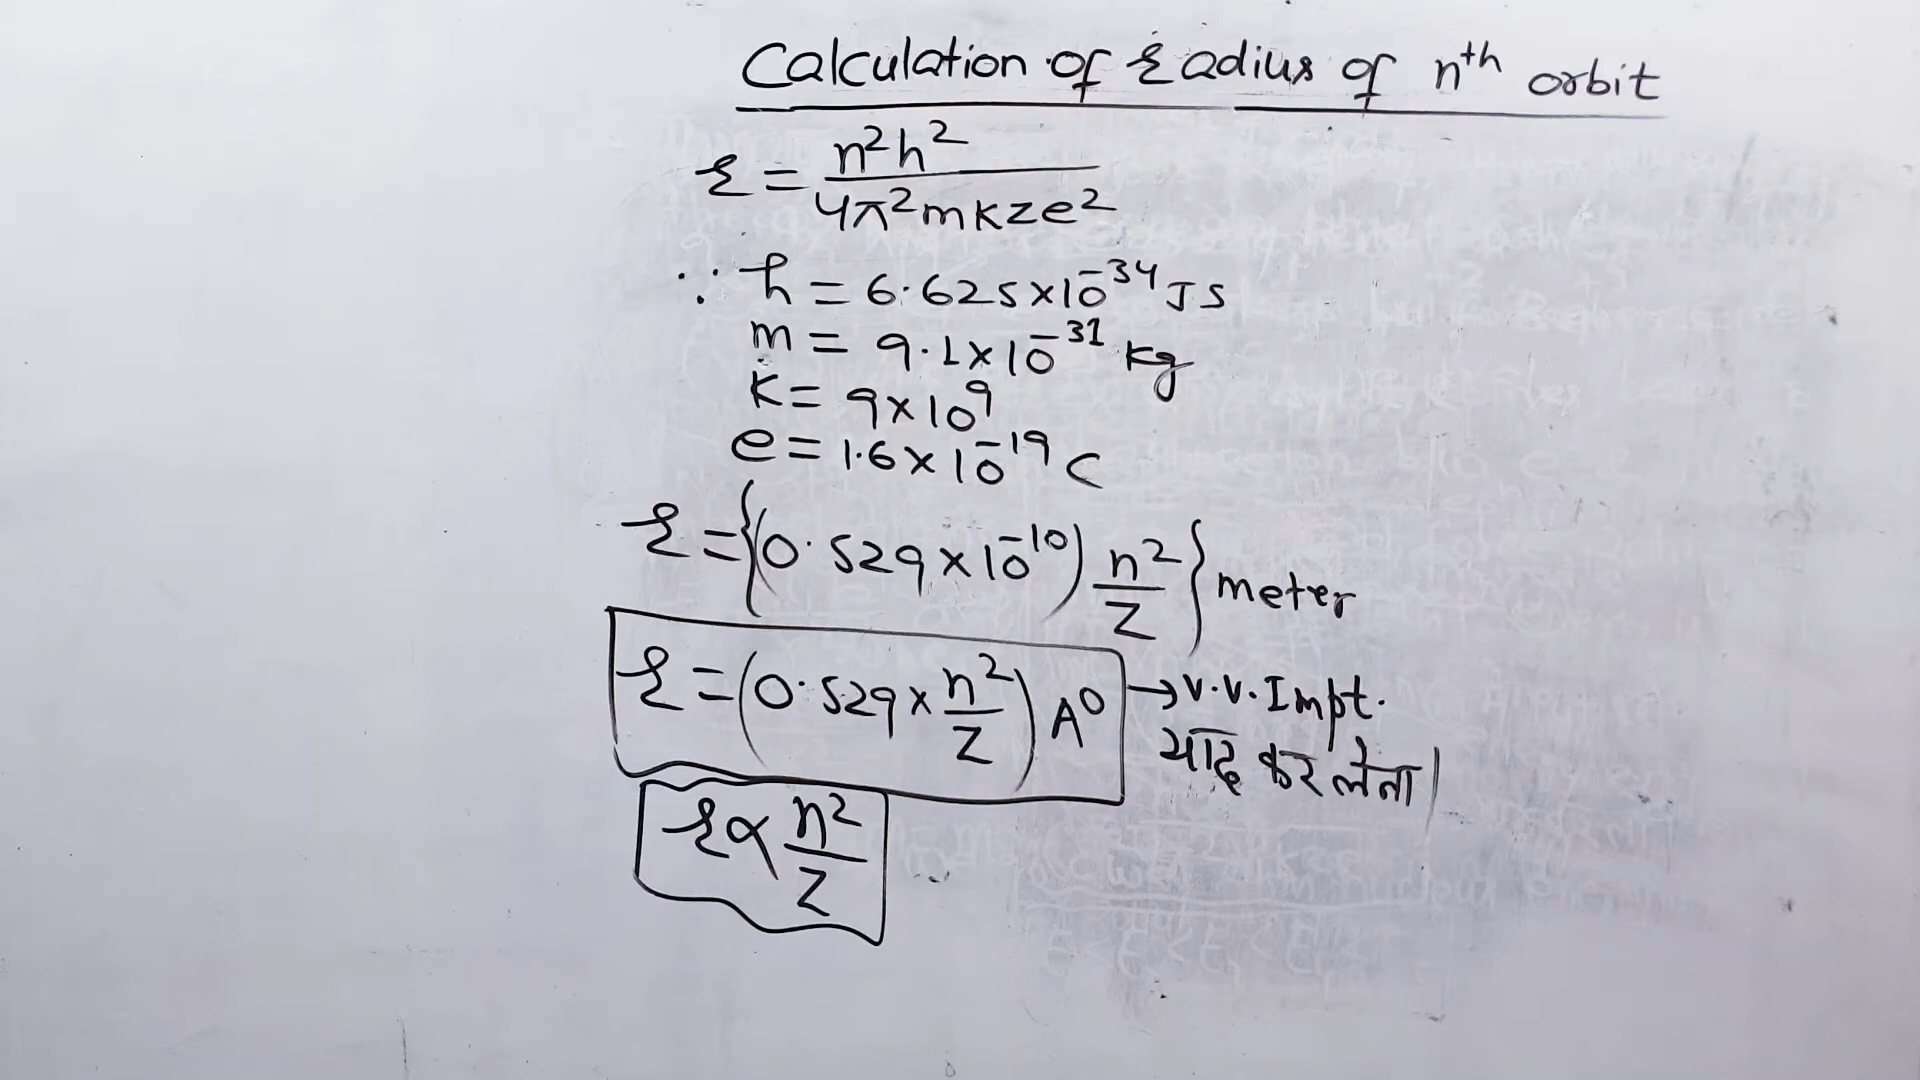 Calculation of radius of nth orbit
r = n²h² / 4π²mkze²
∵ h = 6.625×10⁻³⁴ JS
m = 9.1×10⁻³¹ kg
k = 9×10⁹
e = 1.6×10⁻¹⁹ C
r = {(0.529×10⁻¹⁰) n²/Z} meter
r = (0.529 × n²/Z) A⁰ → v.v. Impt.
याद कर लेना।
r ∝ n²/Z